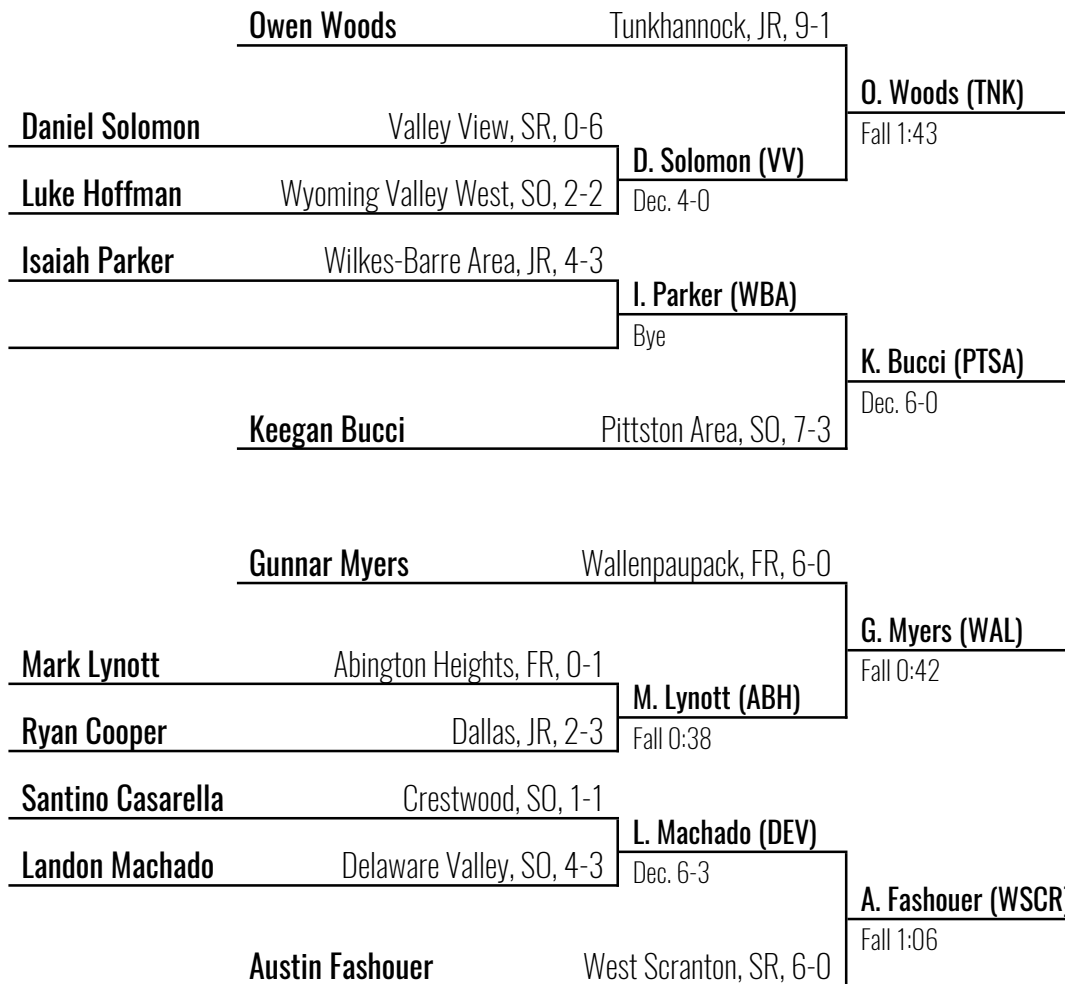 Owen Woods Tunkhannock, JR, 9-1
O. Woods (TNK)
Fall 1:43
Daniel Solomon Valley View, SR, 0-6
D. Solomon (VV)
Dec. 4-0
Luke Hoffman Wyoming Valley West, SO, 2-2
Isaiah Parker Wilkes-Barre Area, JR, 4-3
I. Parker (WBA)
Bye
K. Bucci (PTSA)
Dec. 6-0
Keegan Bucci Pittston Area, SO, 7-3
Gunnar Myers Wallenpaupack, FR, 6-0
G. Myers (WAL)
Fall 0:42
Mark Lynott Abington Heights, FR, 0-1
M. Lynott (ABH)
Fall 0:38
Ryan Cooper Dallas, JR, 2-3
Santino Casarella Crestwood, SO, 1-1
L. Machado (DEV)
Dec. 6-3
Landon Machado Delaware Valley, SO, 4-3
A. Fashouer (WSCR)
Fall 1:06
Austin Fashouer West Scranton, SR, 6-0